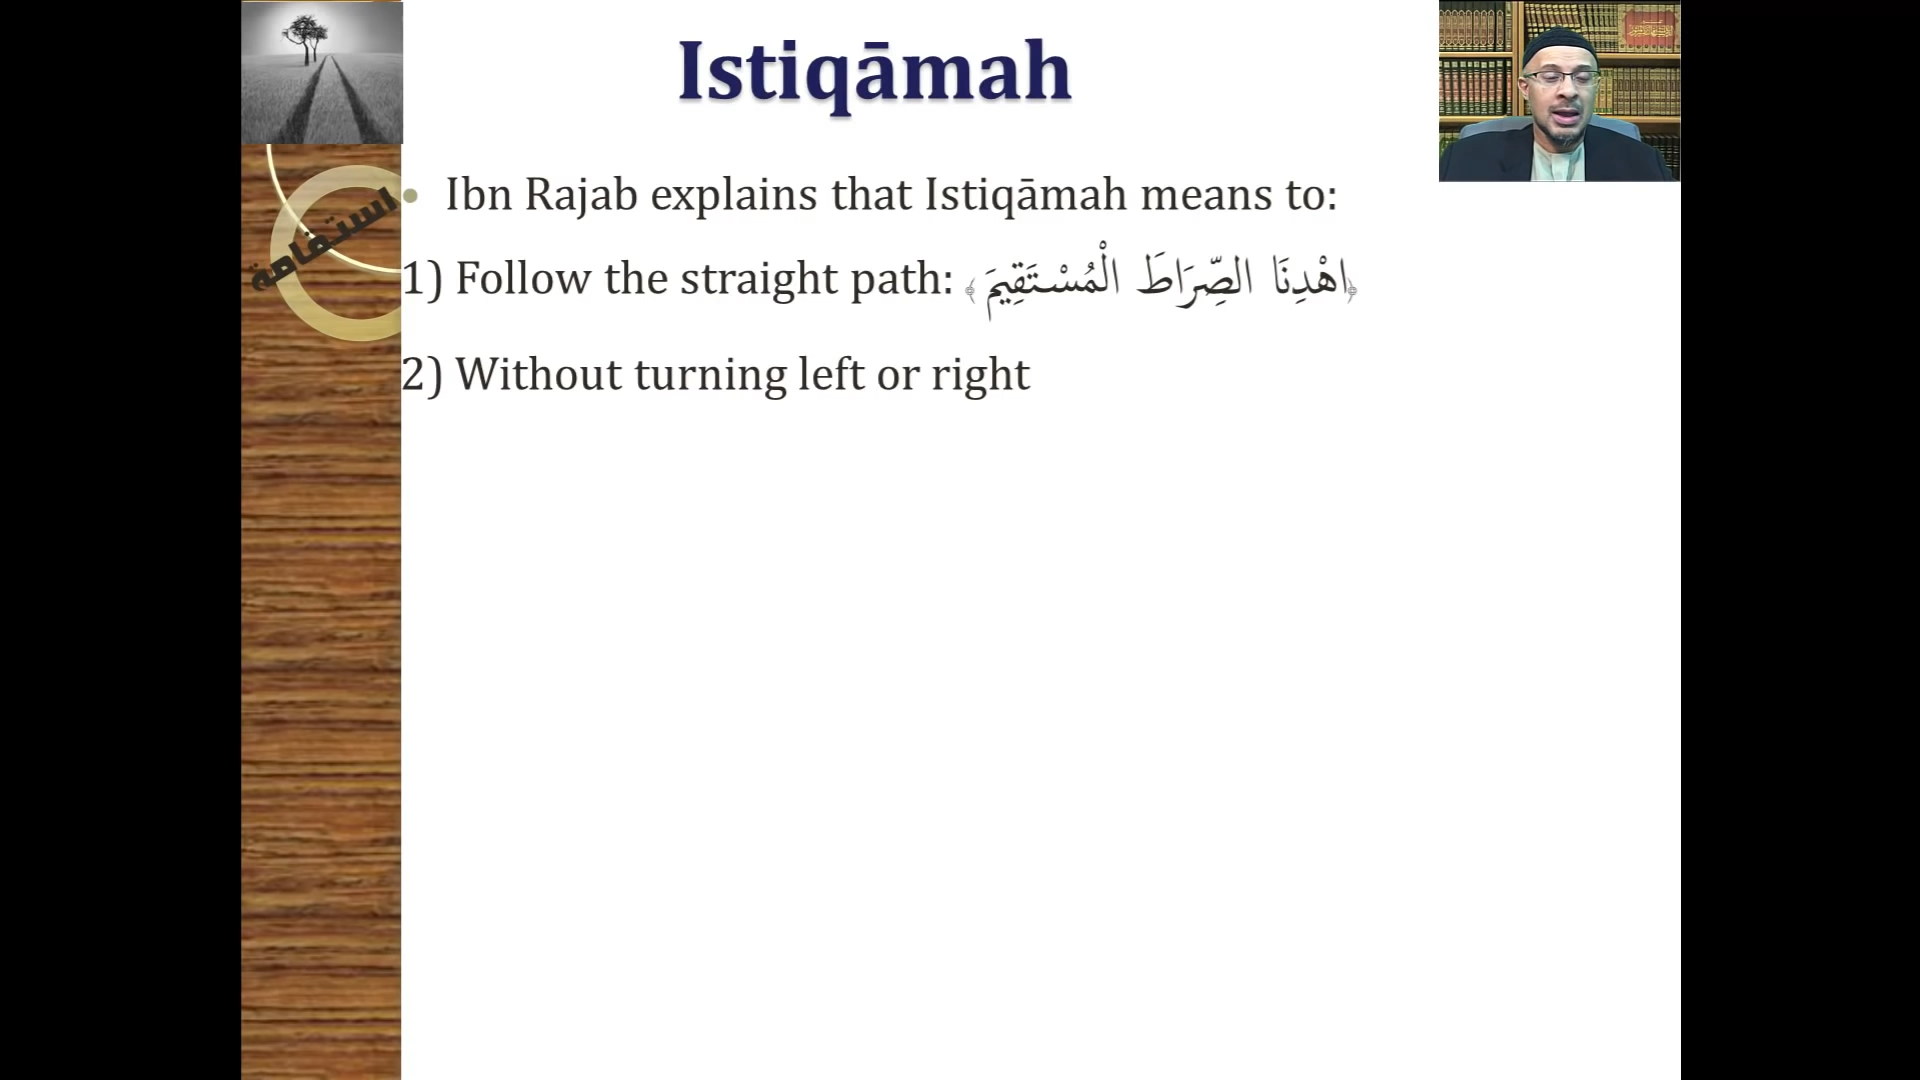 Istiqāmah
استقامة
• Ibn Rajab explains that Istiqāmah means to:
1) Follow the straight path: ﴿اهْدِنَا الصِّرَاطَ الْمُسْتَقِيمَ﴾
2) Without turning left or right